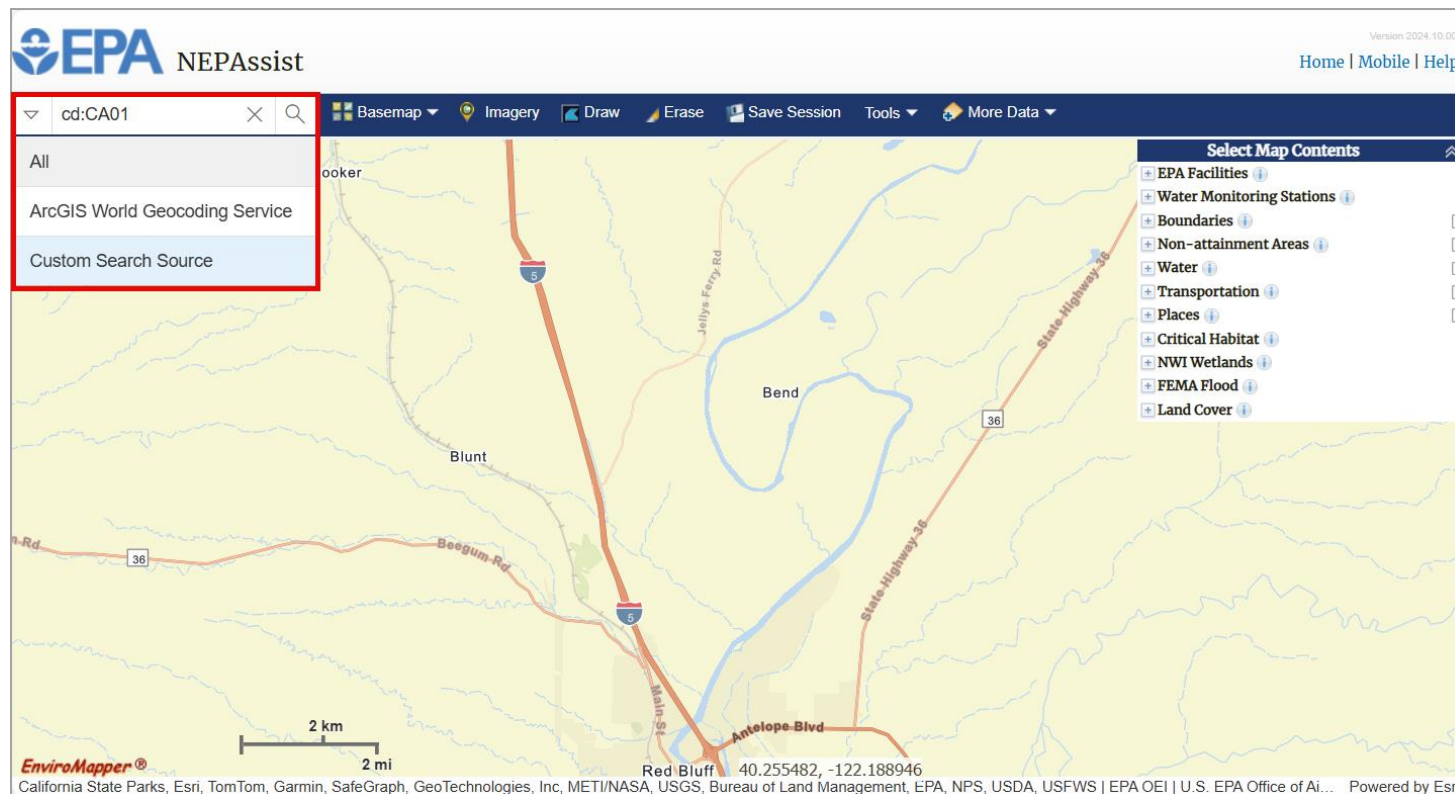 EPA NEPAssist
Version 2024.10.00
Home | Mobile | Help
cd:CA01
Basemap Imagery Draw Erase Save Session Tools More Data
All
ArcGIS World Geocoding Service
Custom Search Source
Select Map Contents
EPA Facilities
Water Monitoring Stations
Boundaries
Non-attainment Areas
Water
Transportation
Places
Critical Habitat
NWI Wetlands
FEMA Flood
Land Cover
ooker
5
Jellys Ferry Rd
State Highway 36
Bend
36
Blunt
n Rd
36
Beegum Rd
State Highway 36
5
Main St
Antelope Blvd
2 km
2 mi
EnviroMapper ®
Red Bluff
40.255482, -122.188946
California State Parks, Esri, TomTom, Garmin, SafeGraph, GeoTechnologies, Inc, METI/NASA, USGS, Bureau of Land Management, EPA, NPS, USDA, USFWS | EPA OEI | U.S. EPA Office of Ai... Powered by Esr